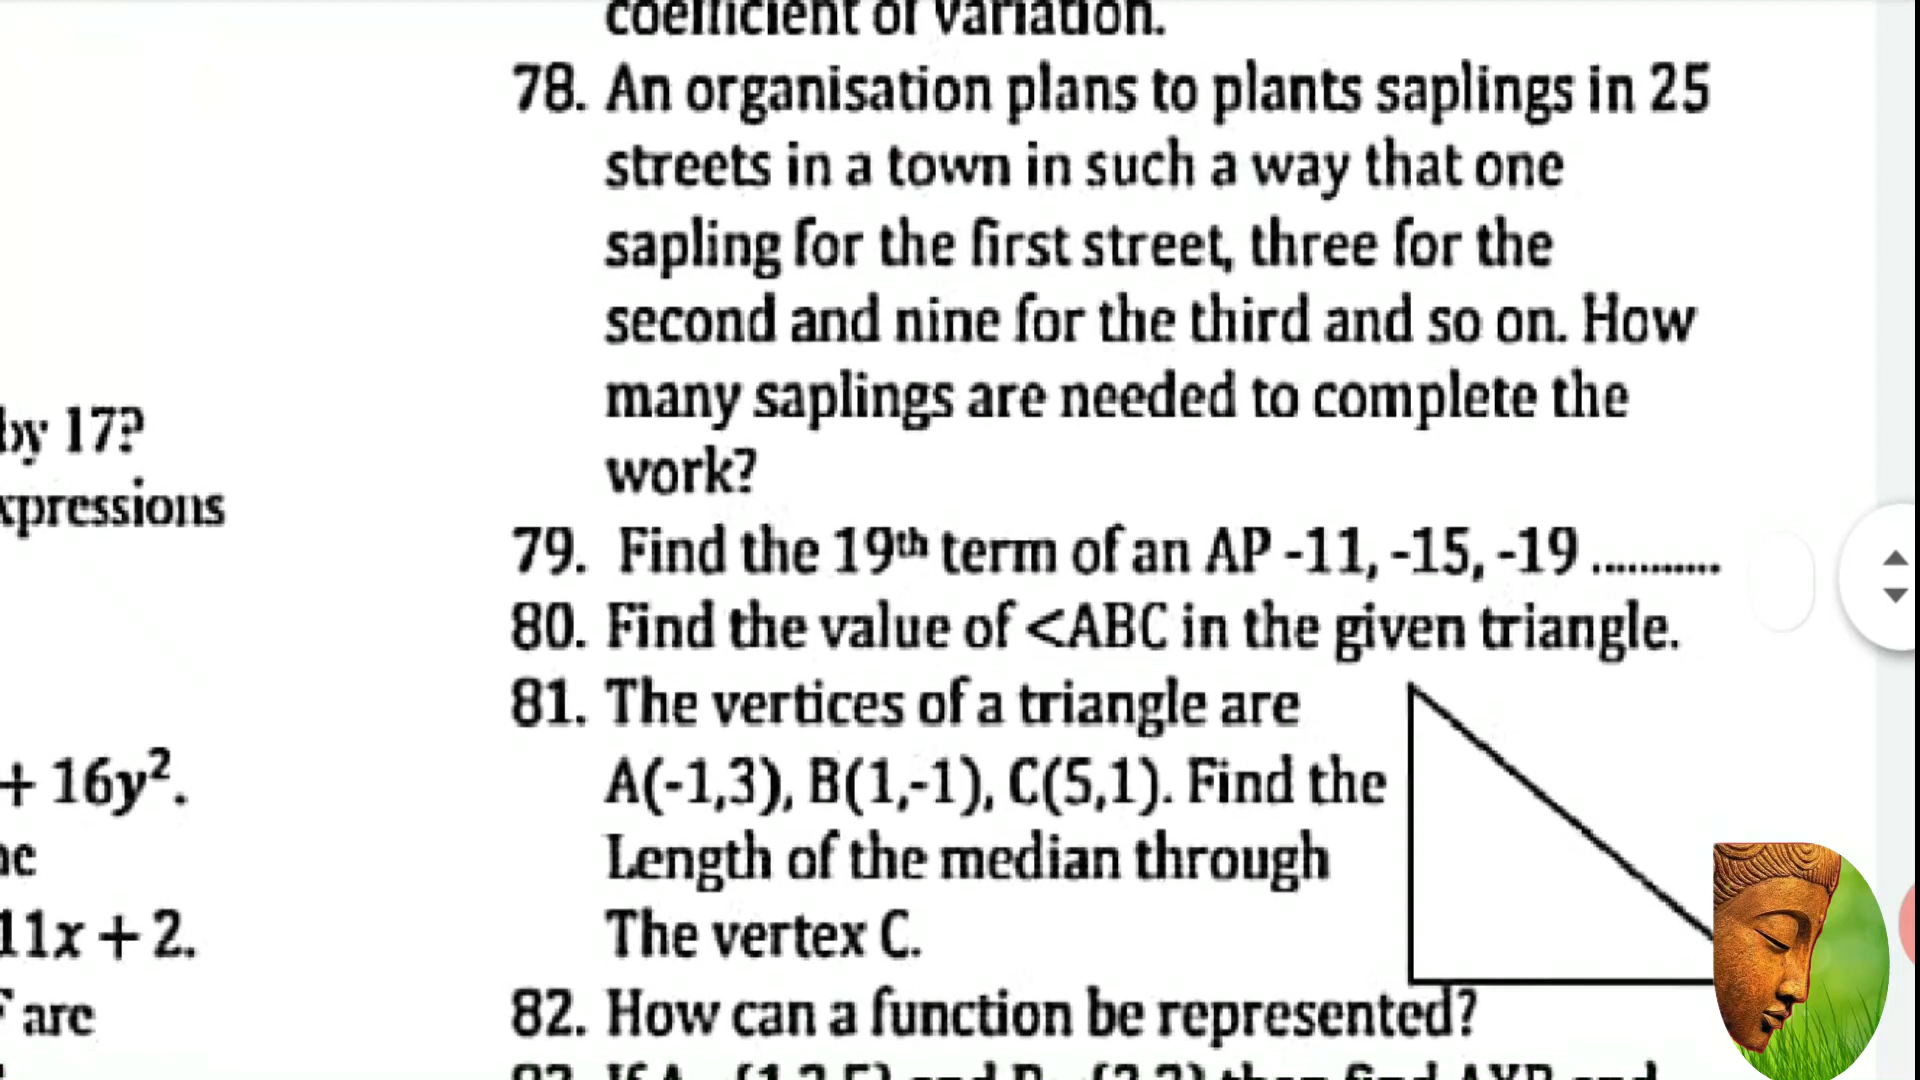 coefficient of variation.
78. An organisation plans to plants saplings in 25
streets in a town in such a way that one
sapling for the first street, three for the
second and nine for the third and so on. How
many saplings are needed to complete the
work?
79. Find the 19th term of an AP -11, -15, -19 ............
80. Find the value of <ABC in the given triangle.
81. The vertices of a triangle are
A(-1,3), B(1,-1), C(5,1). Find the
Length of the median through
The vertex C.
82. How can a function be represented?
by 17?
xpressions
+ 16y².
11x + 2.
are